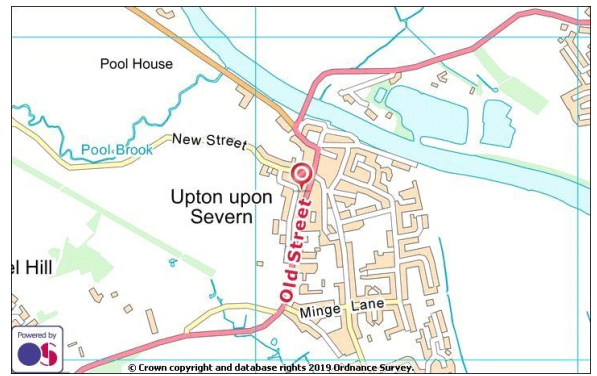 Pool House
New Street
Pool Brook
Upton upon
Severn
Old Street
el Hill
Minge Lane
Powered by
OS
© Crown copyright and database rights 2019 Ordnance Survey.